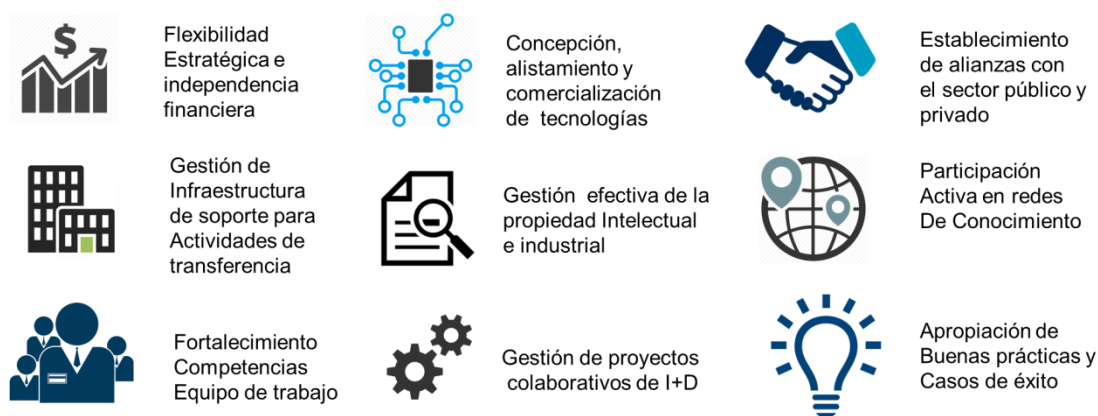 Flexibilidad
Estratégica e
independencia
financiera
Concepción,
alistamiento y
comercialización
de tecnologías
Establecimiento
de alianzas con
el sector público y
privado
Gestión de
Infraestructura
de soporte para
Actividades de
transferencia
Gestión efectiva de la
propiedad Intelectual
e industrial
Participación
Activa en redes
De Conocimiento
Fortalecimiento
Competencias
Equipo de trabajo
Gestión de proyectos
colaborativos de I+D
Apropiación de
Buenas prácticas y
Casos de éxito